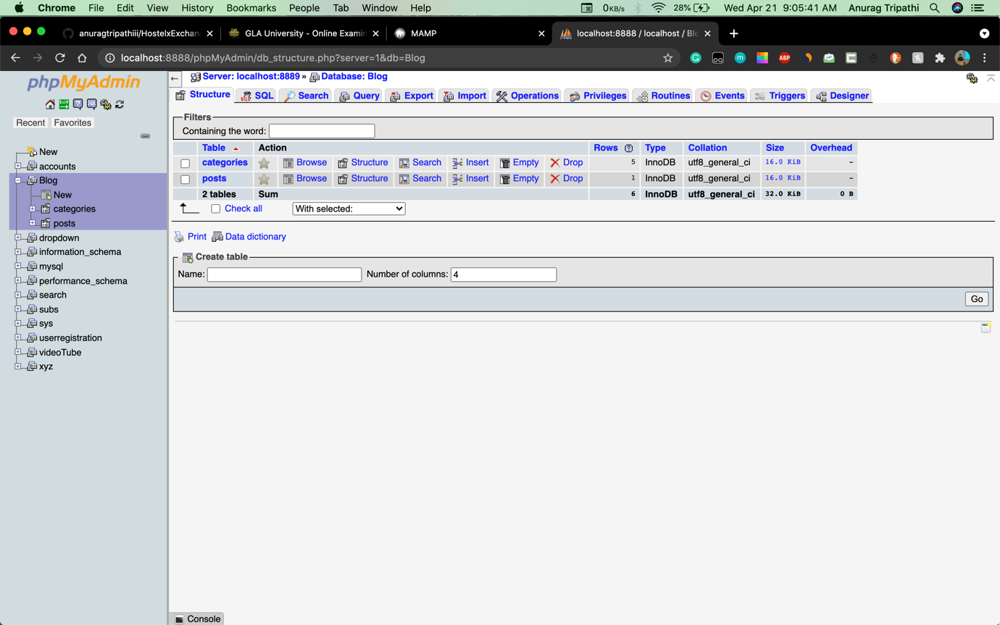 Chrome File Edit View History Bookmarks People Tab Window Help 0KB/s 28% Wed Apr 21 9:05:41 AM Anurag Tripathi
anuragtripathiii/HostelxExchan GLA University - Online Examin MAMP localhost:8888 / localhost / Blo
localhost:8888/phpMyAdmin/db_structure.php?server=1&db=Blog
phpMyAdmin
Recent Favorites
New
accounts
Blog
New
categories
posts
dropdown
information_schema
mysql
performance_schema
search
subs
sys
userregistration
videoTube
xyz
Server: localhost:8889 » Database: Blog
Structure SQL Search Query Export Import Operations Privileges Routines Events Triggers Designer
Filters
Containing the word:
Table Action Rows Type Collation Size Overhead
categories Browse Structure Search Insert Empty Drop 5 InnoDB utf8_general_ci 16.0 KiB –
posts Browse Structure Search Insert Empty Drop 1 InnoDB utf8_general_ci 16.0 KiB –
2 tables Sum 6 InnoDB utf8_general_ci 32.0 KiB 0 B
Check all With selected:
Print Data dictionary
Create table
Name: Number of columns: 4
Go
Console